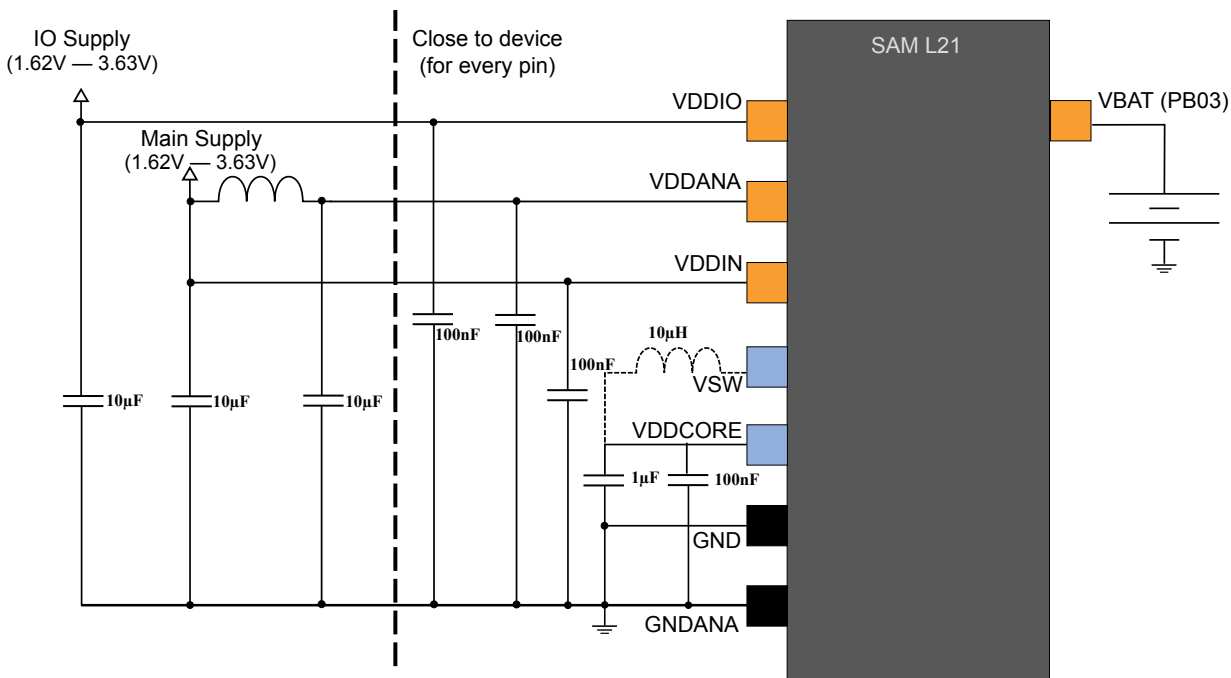 IO Supply
(1.62V — 3.63V)
Close to device
(for every pin)
SAM L21
VDDIO
VBAT (PB03)
Main Supply
(1.62V — 3.63V)
VDDANA
VDDIN
100nF
100nF
10µH
100nF
VSW
10µF
10µF
10µF
VDDCORE
1µF
100nF
GND
GNDANA